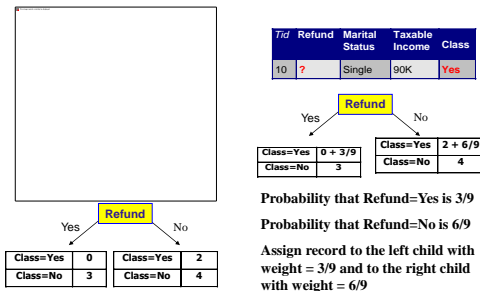 Tid Refund Marital Status Taxable Income Class
10 ? Single 90K Yes
Refund
Yes No
Class=Yes 0 + 3/9
Class=No 3
Class=Yes 2 + 6/9
Class=No 4
Probability that Refund=Yes is 3/9
Probability that Refund=No is 6/9
Assign record to the left child with
weight = 3/9 and to the right child
with weight = 6/9
Refund
Yes No
Class=Yes 0
Class=No 3
Class=Yes 2
Class=No 4